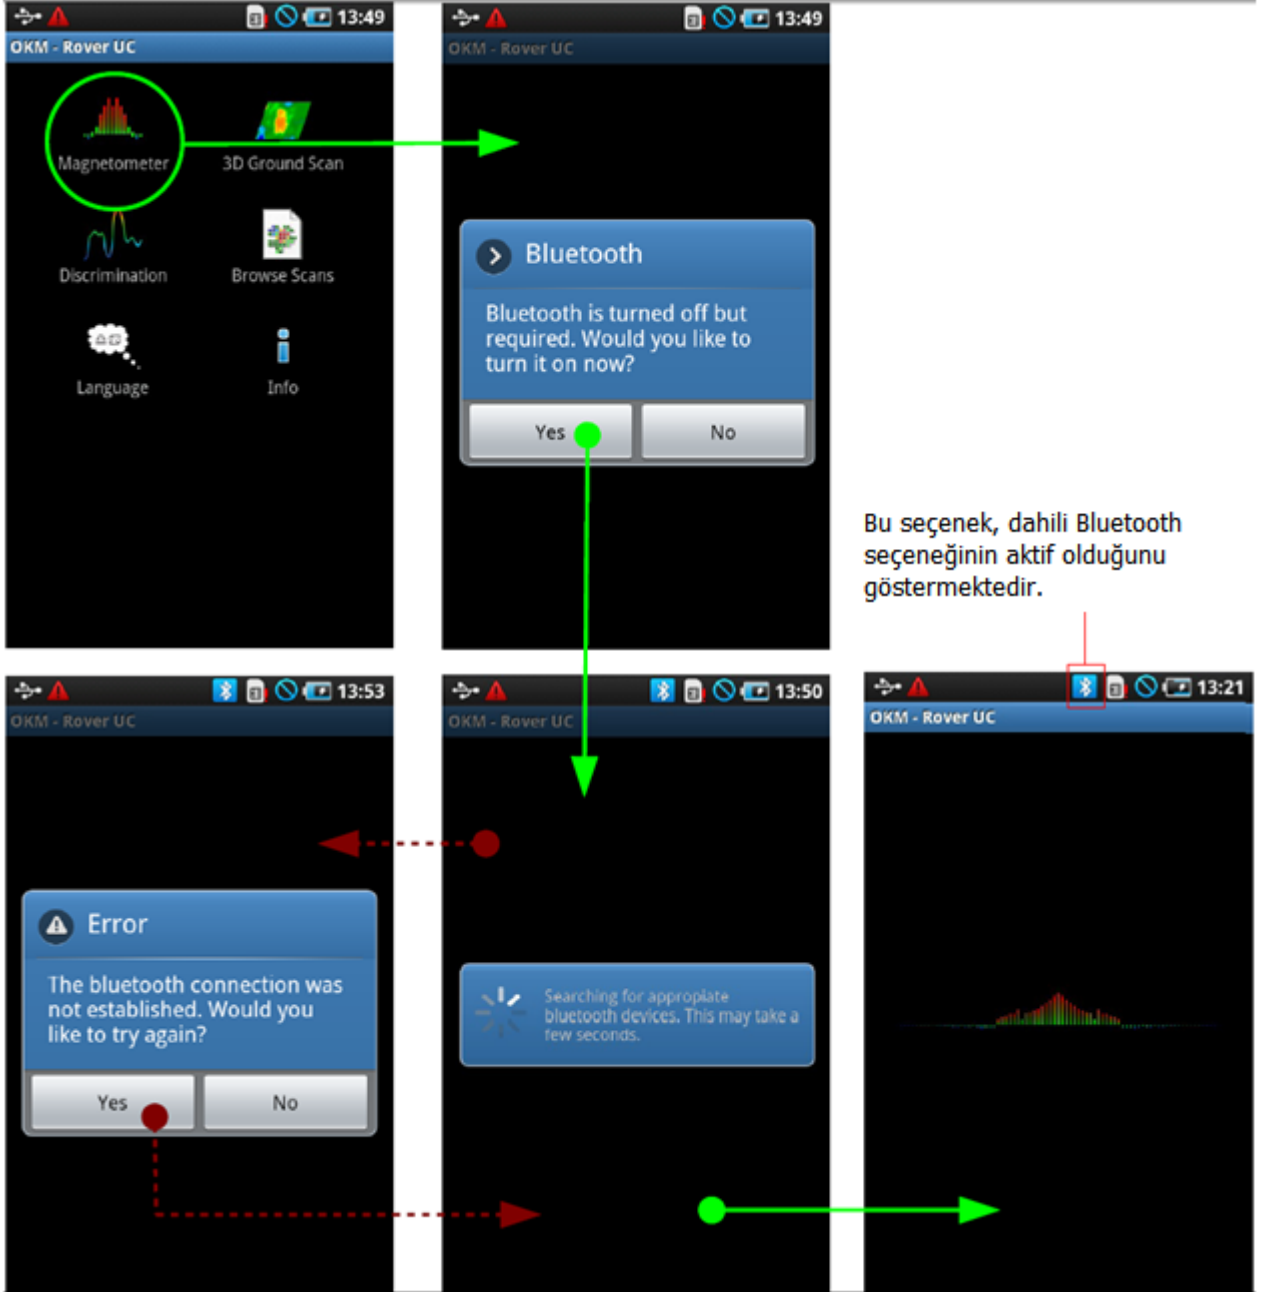 13:49
OKM - Rover UC
Magnetometer
3D Ground Scan
Discrimination
Browse Scans
Language
Info
13:49
OKM - Rover UC
Bluetooth
Bluetooth is turned off but
required. Would you like to
turn it on now?
Yes
No
Bu seçenek, dahili Bluetooth
seçeneğinin aktif olduğunu
göstermektedir.
13:53
OKM - Rover UC
Error
The bluetooth connection was
not established. Would you
like to try again?
Yes
No
13:50
OKM - Rover UC
Searching for appropiate
bluetooth devices. This may take a
few seconds.
13:21
OKM - Rover UC